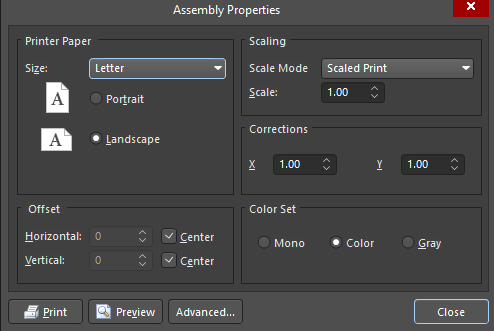 Assembly Properties
Printer Paper
Size: Letter
A Portrait
A Landscape
Scaling
Scale Mode Scaled Print
Scale: 1.00
Corrections
X 1.00 Y 1.00
Offset
Horizontal: 0 Center
Vertical: 0 Center
Color Set
Mono Color Gray
Print Preview Advanced... Close